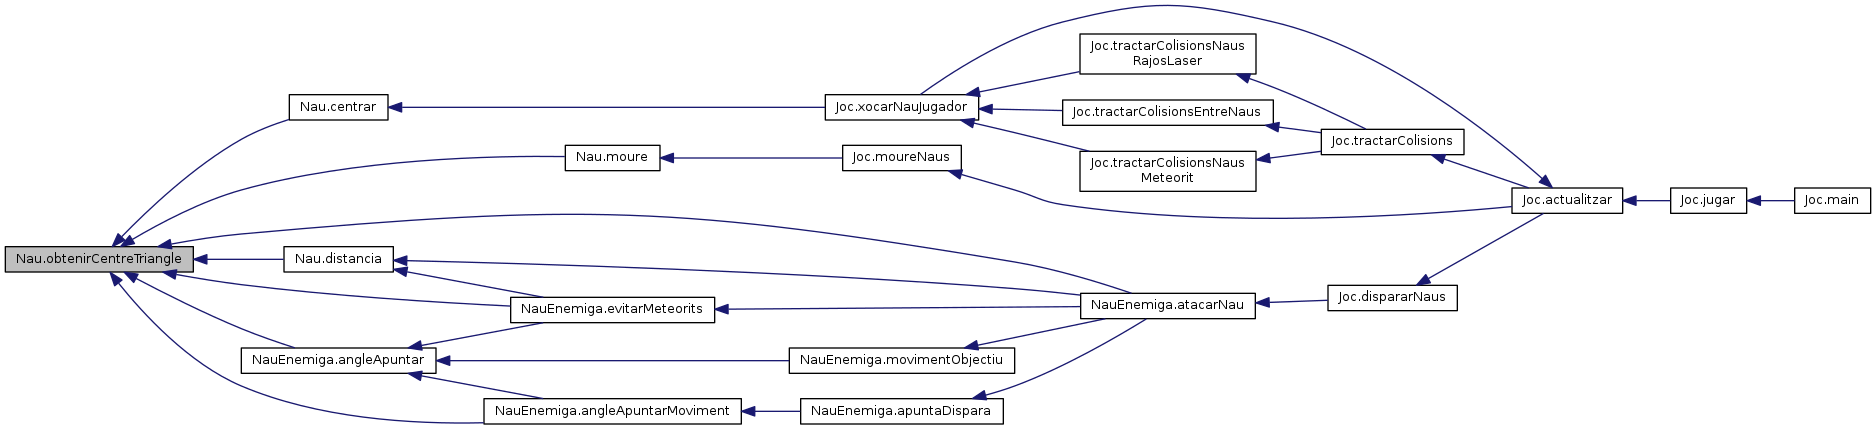 Nau.obtenirCentreTriangle
Nau.centrar
Nau.moure
Nau.distancia
NauEnemiga.evitarMeteorits
NauEnemiga.angleApuntar
NauEnemiga.angleApuntarMoviment
NauEnemiga.movimentObjectiu
NauEnemiga.apuntaDispara
Joc.xocarNauJugador
Joc.moureNaus
Joc.tractarColisionsNaus
RajosLaser
Joc.tractarColisionsEntreNaus
Joc.tractarColisionsNaus
Meteorit
NauEnemiga.atacarNau
Joc.tractarColisions
Joc.dispararNaus
Joc.actualitzar
Joc.jugar
Joc.main